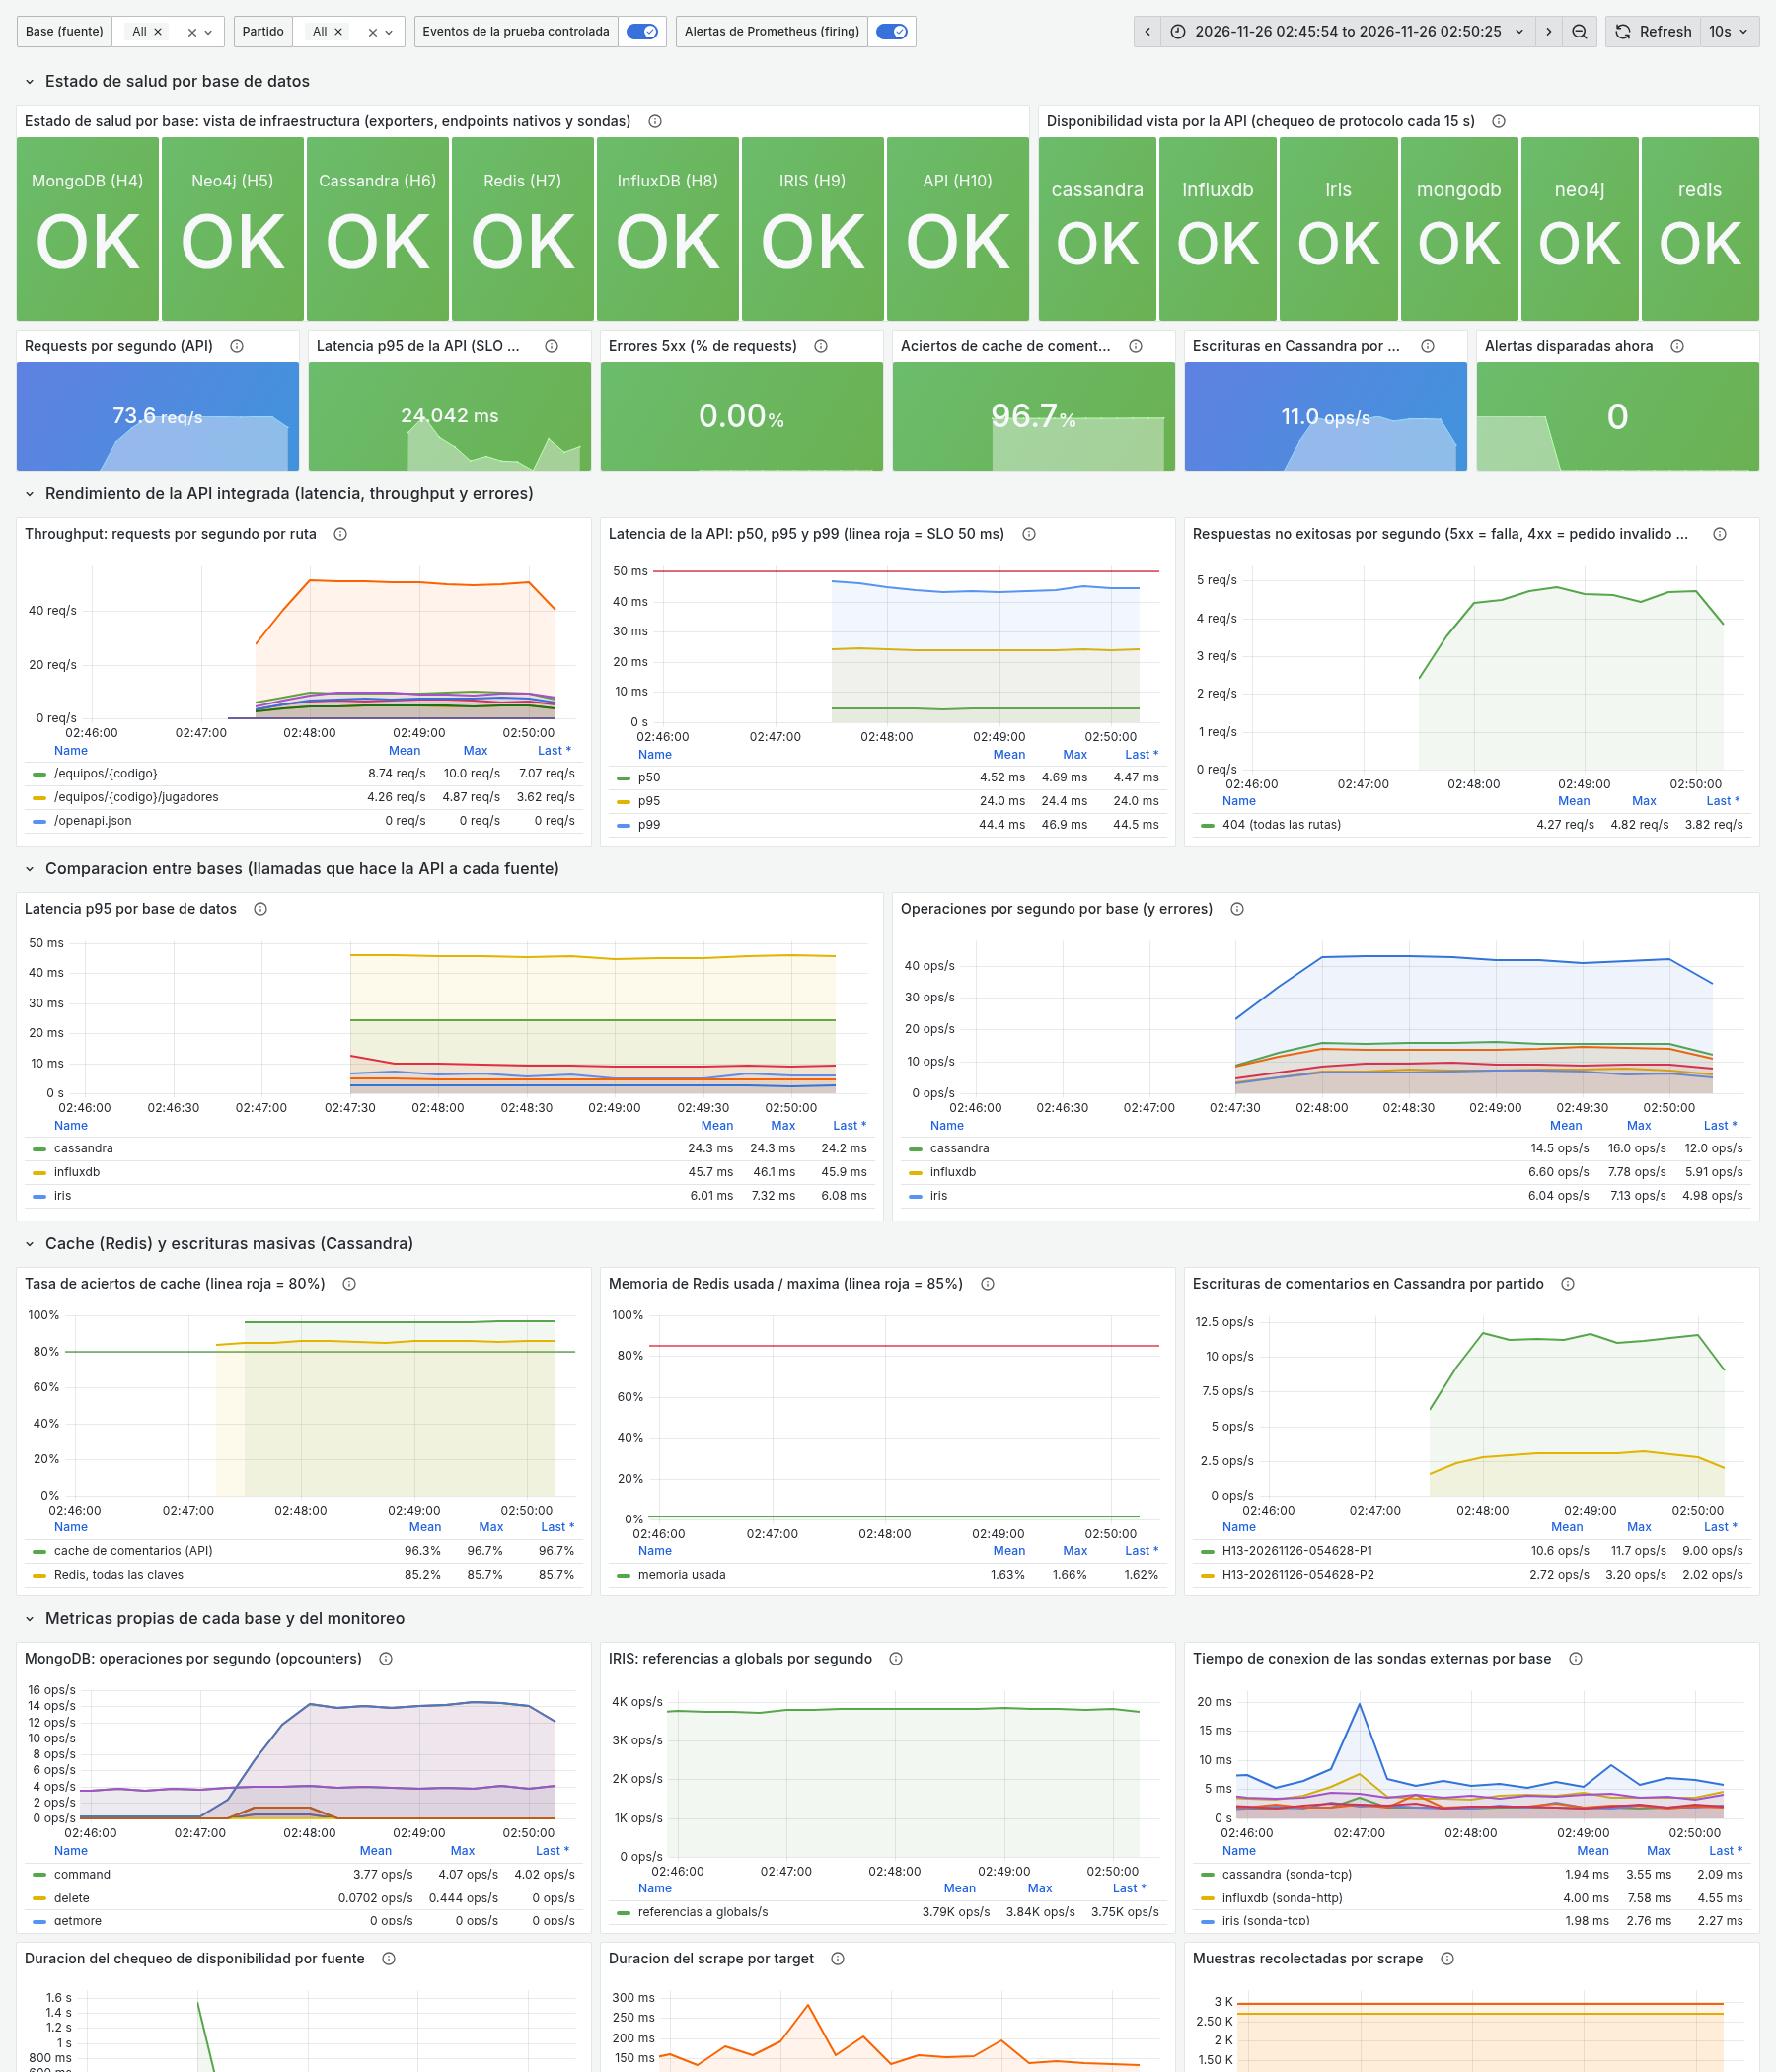 Base (fuente) All × × Partido All × × Eventos de la prueba controlada Alertas de Prometheus (firing) 2026-11-26 02:45:54 to 2026-11-26 02:50:25 Refresh 10s
Estado de salud por base de datos
Estado de salud por base: vista de infraestructura (exporters, endpoints nativos y sondas)
MongoDB (H4) Neo4j (H5) Cassandra (H6) Redis (H7) InfluxDB (H8) IRIS (H9) API (H10)
OK OK OK OK OK OK OK
Disponibilidad vista por la API (chequeo de protocolo cada 15 s)
cassandra influxdb iris mongodb neo4j redis
OK OK OK OK OK OK
Requests por segundo (API)
73.6 req/s
Latencia p95 de la API (SLO ...
24.042 ms
Errores 5xx (% de requests)
0.00%
Aciertos de cache de coment...
96.7%
Escrituras en Cassandra por ...
11.0 ops/s
Alertas disparadas ahora
0
Rendimiento de la API integrada (latencia, throughput y errores)
Throughput: requests por segundo por ruta
40 req/s
20 req/s
0 req/s
02:46:00 02:47:00 02:48:00 02:49:00 02:50:00
Name Mean Max Last *
/equipos/{codigo} 8.74 req/s 10.0 req/s 7.07 req/s
/equipos/{codigo}/jugadores 4.26 req/s 4.87 req/s 3.62 req/s
/openapi.json 0 req/s 0 req/s 0 req/s
Latencia de la API: p50, p95 y p99 (linea roja = SLO 50 ms)
50 ms
40 ms
30 ms
20 ms
10 ms
0 s
02:46:00 02:47:00 02:48:00 02:49:00 02:50:00
Name Mean Max Last *
p50 4.52 ms 4.69 ms 4.47 ms
p95 24.0 ms 24.4 ms 24.0 ms
p99 44.4 ms 46.9 ms 44.5 ms
Respuestas no exitosas por segundo (5xx = falla, 4xx = pedido invalido ...
5 req/s
4 req/s
3 req/s
2 req/s
1 req/s
0 req/s
02:46:00 02:47:00 02:48:00 02:49:00 02:50:00
Name Mean Max Last *
404 (todas las rutas) 4.27 req/s 4.82 req/s 3.82 req/s
Comparacion entre bases (llamadas que hace la API a cada fuente)
Latencia p95 por base de datos
50 ms
40 ms
30 ms
20 ms
10 ms
0 s
02:46:00 02:46:30 02:47:00 02:47:30 02:48:00 02:48:30 02:49:00 02:49:30 02:50:00
Name Mean Max Last *
cassandra 24.3 ms 24.3 ms 24.2 ms
influxdb 45.7 ms 46.1 ms 45.9 ms
iris 6.01 ms 7.32 ms 6.08 ms
Operaciones por segundo por base (y errores)
40 ops/s
30 ops/s
20 ops/s
10 ops/s
0 ops/s
02:46:00 02:46:30 02:47:00 02:47:30 02:48:00 02:48:30 02:49:00 02:49:30 02:50:00
Name Mean Max Last *
cassandra 14.5 ops/s 16.0 ops/s 12.0 ops/s
influxdb 6.60 ops/s 7.78 ops/s 5.91 ops/s
iris 6.04 ops/s 7.13 ops/s 4.98 ops/s
Cache (Redis) y escrituras masivas (Cassandra)
Tasa de aciertos de cache (linea roja = 80%)
100%
80%
60%
40%
20%
0%
02:46:00 02:47:00 02:48:00 02:49:00 02:50:00
Name Mean Max Last *
cache de comentarios (API) 96.3% 96.7% 96.7%
Redis, todas las claves 85.2% 85.7% 85.7%
Memoria de Redis usada / maxima (linea roja = 85%)
100%
80%
60%
40%
20%
0%
02:46:00 02:47:00 02:48:00 02:49:00 02:50:00
Name Mean Max Last *
memoria usada 1.63% 1.66% 1.62%
Escrituras de comentarios en Cassandra por partido
12.5 ops/s
10 ops/s
7.5 ops/s
5 ops/s
2.5 ops/s
0 ops/s
02:46:00 02:47:00 02:48:00 02:49:00 02:50:00
Name Mean Max Last *
H13-20261126-054628-P1 10.6 ops/s 11.7 ops/s 9.00 ops/s
H13-20261126-054628-P2 2.72 ops/s 3.20 ops/s 2.02 ops/s
Metricas propias de cada base y del monitoreo
MongoDB: operaciones por segundo (opcounters)
16 ops/s
14 ops/s
12 ops/s
10 ops/s
8 ops/s
6 ops/s
4 ops/s
2 ops/s
0 ops/s
02:46:00 02:47:00 02:48:00 02:49:00 02:50:00
Name Mean Max Last *
command 3.77 ops/s 4.07 ops/s 4.02 ops/s
delete 0.0702 ops/s 0.444 ops/s 0 ops/s
getmore 0 ops/s 0 ops/s 0 ops/s
IRIS: referencias a globals por segundo
4K ops/s
3K ops/s
2K ops/s
1K ops/s
0 ops/s
02:46:00 02:47:00 02:48:00 02:49:00 02:50:00
Name Mean Max Last *
referencias a globals/s 3.79K ops/s 3.84K ops/s 3.75K ops/s
Tiempo de conexion de las sondas externas por base
20 ms
15 ms
10 ms
5 ms
0 s
02:46:00 02:47:00 02:48:00 02:49:00 02:50:00
Name Mean Max Last *
cassandra (sonda-tcp) 1.94 ms 3.55 ms 2.09 ms
influxdb (sonda-http) 4.00 ms 7.58 ms 4.55 ms
iris (sonda-tcp) 1.98 ms 2.76 ms 2.27 ms
Duracion del chequeo de disponibilidad por fuente
1.6 s
1.4 s
1.2 s
1 s
800 ms
600 ms
Duracion del scrape por target
300 ms
250 ms
200 ms
150 ms
Muestras recolectadas por scrape
3 K
2.50 K
2 K
1.50 K